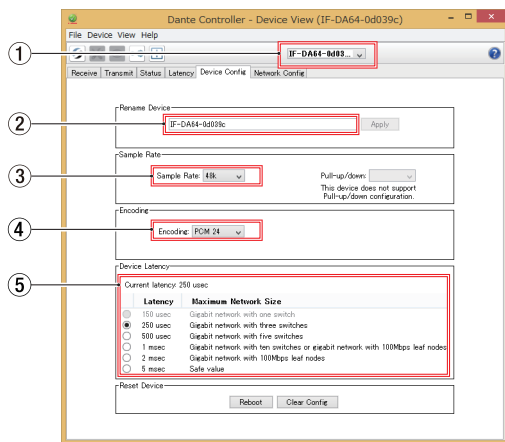 Dante Controller - Device View (IF-DA64-0d039c)
File Device View Help
1
IF-DA64-0d03...
?
Receive Transmit Status Latency Device Config Network Config
Rename Device
2
IF-DA64-0d039c
Apply
Sample Rate
3
Sample Rate: 48k
Pull-up/down:
This device does not support
Pull-up/down configuration.
Encoding
4
Encoding: PCM 24
Device Latency
5
Current latency: 250 usec
Latency Maximum Network Size
150 usec Gigabit network with one switch
250 usec Gigabit network with three switches
500 usec Gigabit network with five switches
1 msec Gigabit network with ten switches or gigabit network with 100Mbps leaf nodes
2 msec Gigabit network with 100Mbps leaf nodes
5 msec Safe value
Reset Device
Reboot Clear Config